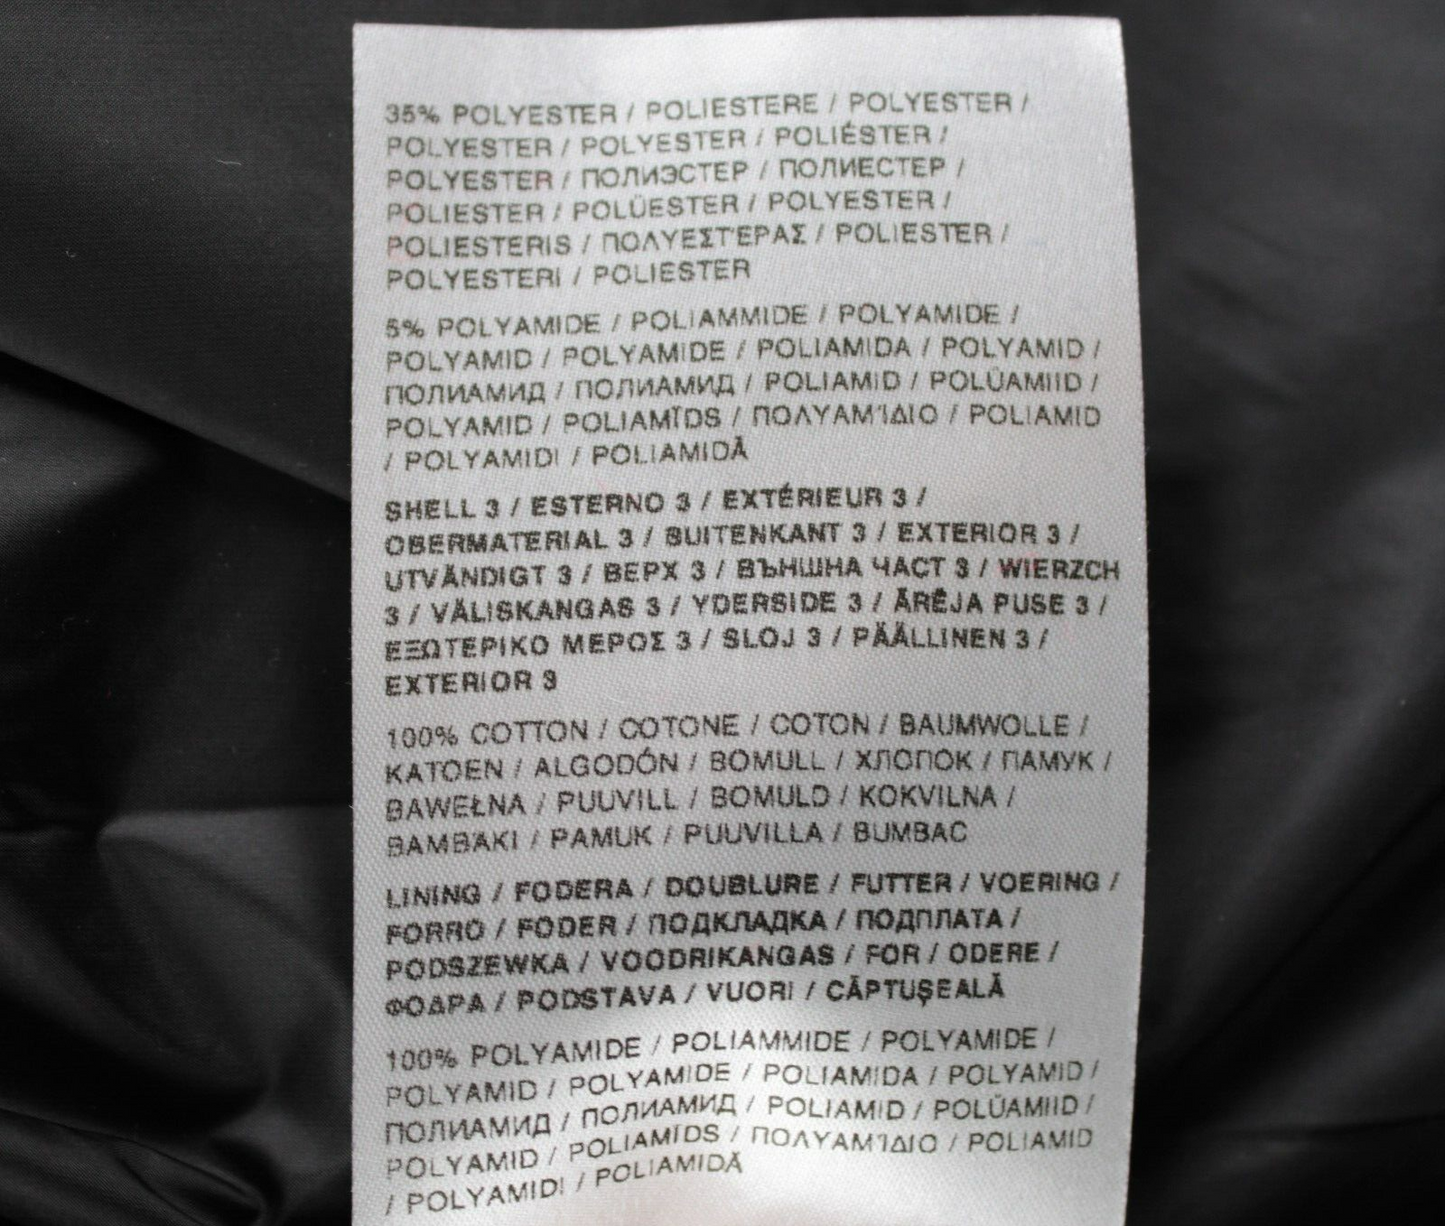 35% POLYESTER / POLIESTERE / POLYESTER /
POLYESTER / POLYESTER / POLIÉSTER /
POLYESTER / ПОЛИЭСТЕР / ПОЛИЕСТЕР /
POLIESTER / POLÜESTER / POLYESTER /
POLIESTERIS / ΠΟΛΥΕΣΤΈΡΑΣ / POLIESTER /
POLYESTERI / POLIESTER
5% POLYAMIDE / POLIAMMIDE / POLYAMIDE /
POLYAMID / POLYAMIDE / POLIAMIDA / POLYAMID /
ПОЛИАМИД / ПОЛИАМИД / POLIAMID / POLÜAMIID /
POLYAMID / POLIAMĪDS / ΠΟΛΥΑΜΊΔΙΟ / POLIAMID
/ POLYAMIDI / POLIAMIDĂ
SHELL 3 / ESTERNO 3 / EXTÉRIEUR 3 /
OBERMATERIAL 3 / BUITENKANT 3 / EXTERIOR 3 /
UTVÄNDIGT 3 / ВЕРХ 3 / ВЪНШНА ЧАСТ 3 / WIERZCH
3 / VÄLISKANGAS 3 / YDERSIDE 3 / ĀRĒJA PUSE 3 /
ΕΞΩΤΕΡΙΚΟ ΜΕΡΟΣ 3 / SLOJ 3 / PÄÄLLINEN 3 /
EXTERIOR 3
100% COTTON / COTONE / COTON / BAUMWOLLE /
KATOEN / ALGODÓN / BOMULL / ХЛОПОК / ПАМУК /
BAWEŁNA / PUUVILL / BOMULD / KOKVILNA /
ΒΑΜΒΆΚΙ / PAMUK / PUUVILLA / BUMBAC
LINING / FODERA / DOUBLURE / FUTTER / VOERING /
FORRO / FODER / ПОДКЛАДКА / ПОДПЛАТА /
PODSZEWKA / VOODRIKANGAS / FOR / ODERE /
ΦΟΔΡΑ / PODSTAVA / VUORI / CĂPTUȘEALĂ
100% POLYAMIDE / POLIAMMIDE / POLYAMIDE /
POLYAMID / POLYAMIDE / POLIAMIDA / POLYAMID /
ПОЛИАМИД / ПОЛИАМИД / POLIAMID / POLÜAMIID /
POLYAMID / POLIAMĪDS / ΠΟΛΥΑΜΊΔΙΟ / POLIAMID
/ POLYAMIDI / POLIAMIDĂ